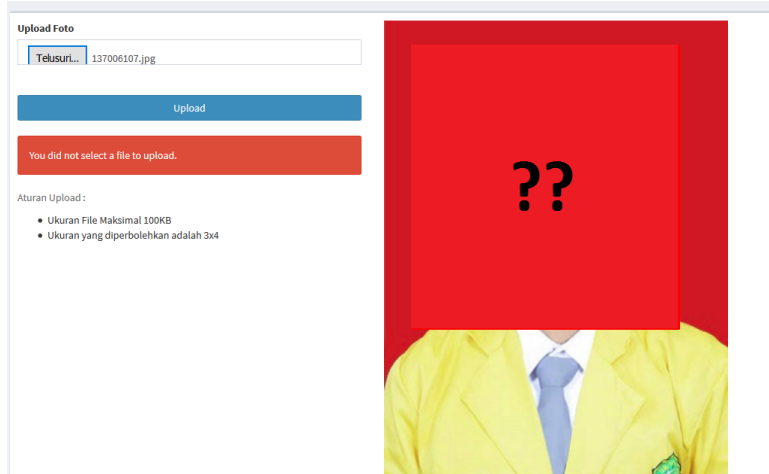 Upload Foto
Telusuri... 137006107.jpg
Upload
You did not select a file to upload.
Aturan Upload :
Ukuran File Maksimal 100KB
Ukuran yang diperbolehkan adalah 3x4
??